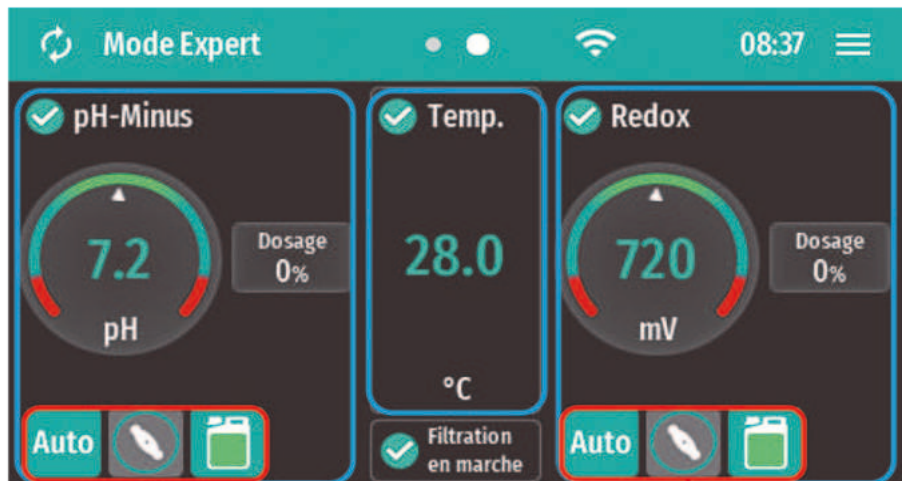 Mode Expert
08:37
pH-Minus
7.2
pH
Dosage
0%
Auto
Temp.
28.0
°C
Filtration
en marche
Redox
720
mV
Dosage
0%
Auto